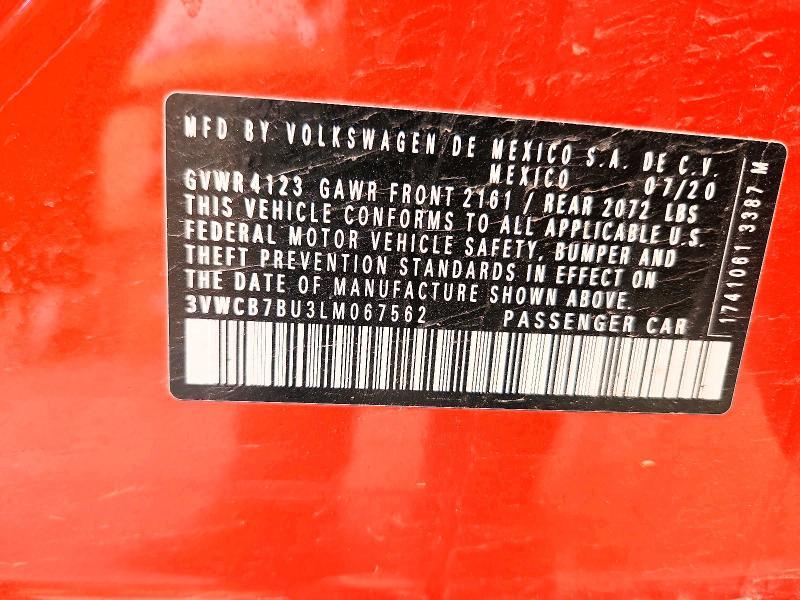 MFD BY VOLKSWAGEN DE MEXICO S.A. DE C.V.
MEXICO 07/20
GVWR 4123 GAWR FRONT 2161 / REAR 2072 LBS
THIS VEHICLE CONFORMS TO ALL APPLICABLE U.S.
FEDERAL MOTOR VEHICLE SAFETY, BUMPER AND
THEFT PREVENTION STANDARDS IN EFFECT ON
THE DATE OF MANUFACTURE SHOWN ABOVE.
3VWCB7BU3LM067562 PASSENGER CAR
1741061 3387 M